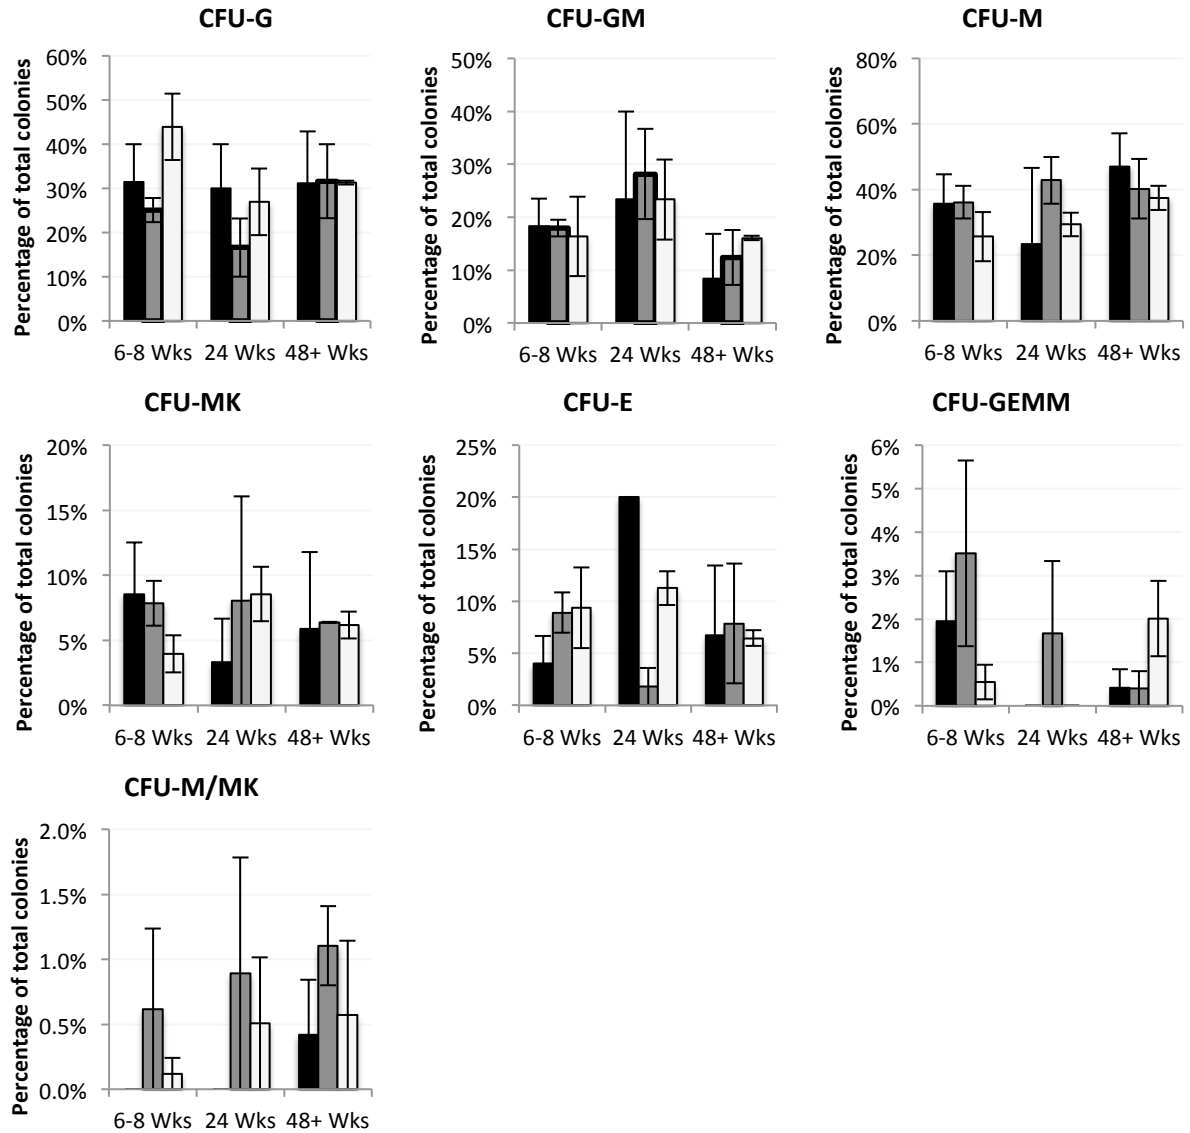 CFU-G
Percentage of total colonies
60%
50%
40%
30%
20%
10%
0%
6-8 Wks 24 Wks 48+ Wks
CFU-GM
Percentage of total colonies
50%
40%
30%
20%
10%
0%
6-8 Wks 24 Wks 48+ Wks
CFU-M
Percentage of total colonies
80%
60%
40%
20%
0%
6-8 Wks 24 Wks 48+ Wks
CFU-MK
Percentage of total colonies
20%
15%
10%
5%
0%
6-8 Wks 24 Wks 48+ Wks
CFU-E
Percentage of total colonies
25%
20%
15%
10%
5%
0%
6-8 Wks 24 Wks 48+ Wks
CFU-GEMM
Percentage of total colonies
6%
5%
4%
3%
2%
1%
0%
6-8 Wks 24 Wks 48+ Wks
CFU-M/MK
Percentage of total colonies
2.0%
1.5%
1.0%
0.5%
0.0%
6-8 Wks 24 Wks 48+ Wks